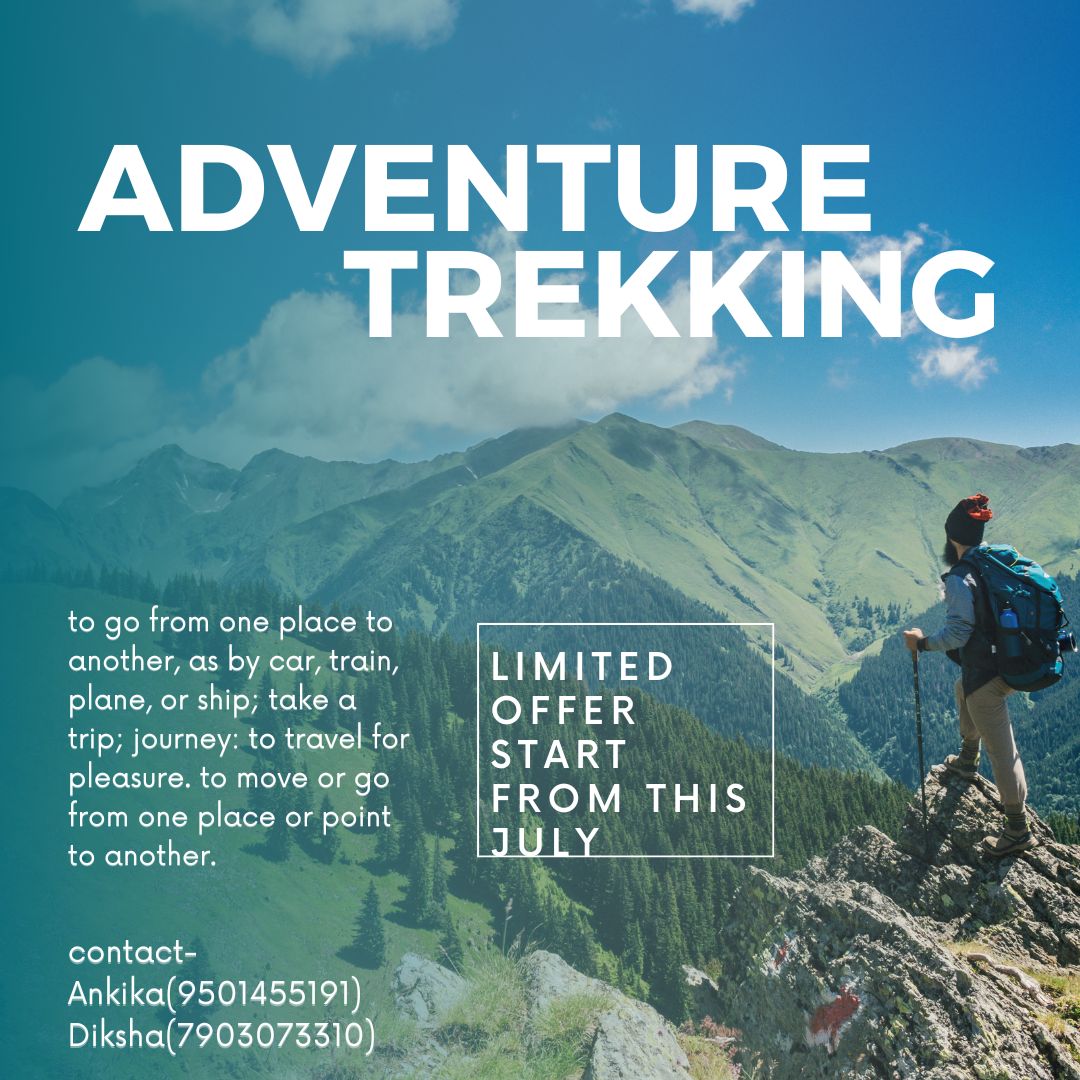 ADVENTURE
TREKKING
to go from one place to
another, as by car, train,
plane, or ship; take a
trip; journey: to travel for
pleasure. to move or go
from one place or point
to another.
LIMITED
OFFER
START
FROM THIS
JULY
contact-
Ankika(9501455191)
Diksha(7903073310)